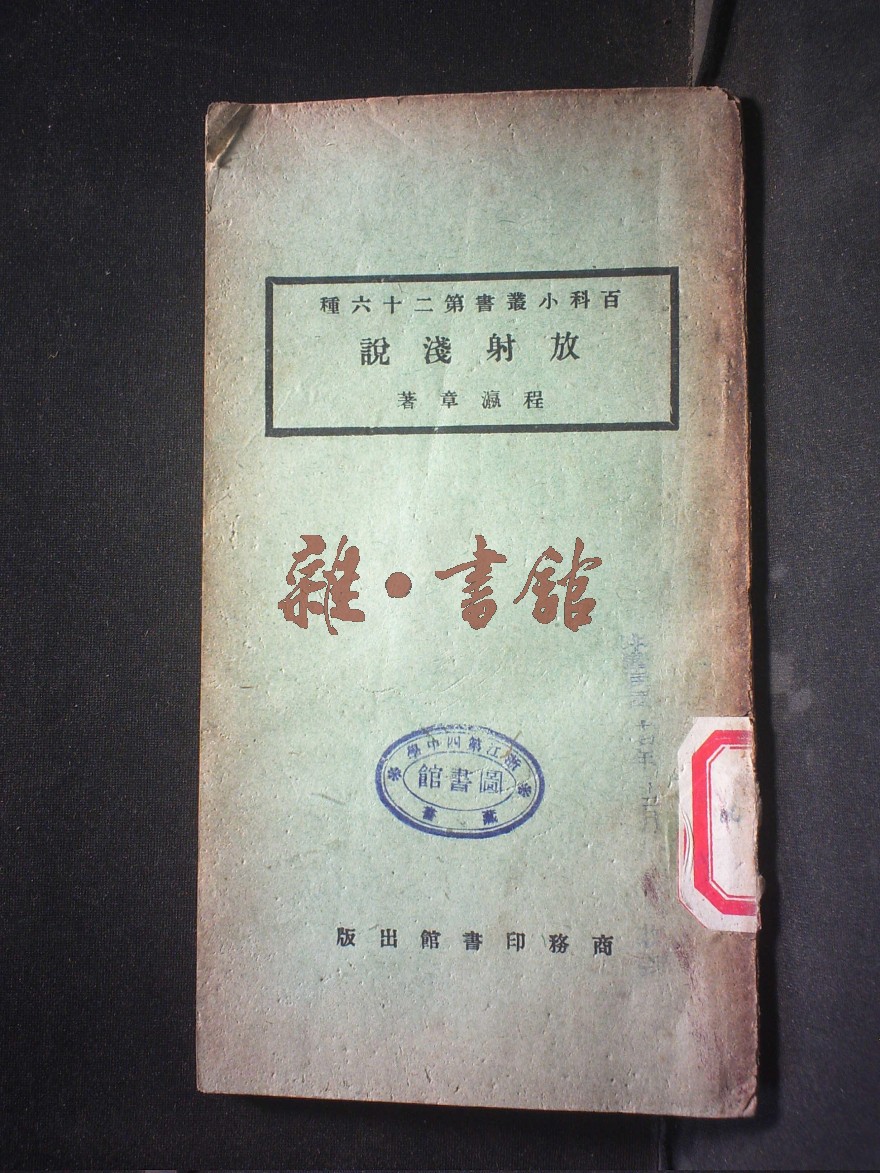 百科小叢書第二十六種
放射淺說
程瀛章著
雜·書館
浙江第四中學
圖書館
藏書
商務印書館出版